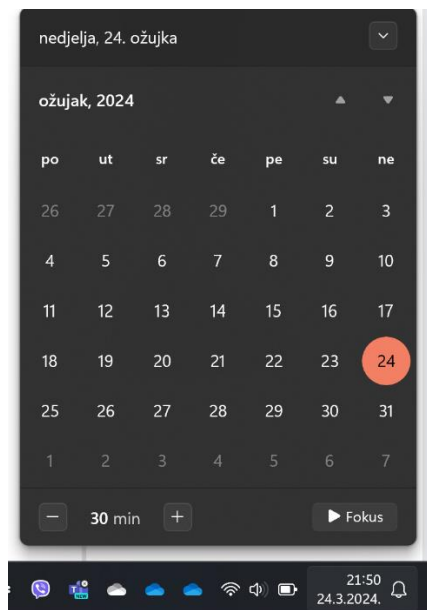 nedjelja, 24. ožujka
ožujak, 2024
po ut sr če pe su ne
26 27 28 29 1 2 3
4 5 6 7 8 9 10
11 12 13 14 15 16 17
18 19 20 21 22 23 24
25 26 27 28 29 30 31
1 2 3 4 5 6 7
30 min Fokus
NEW
21:50
24.3.2024.